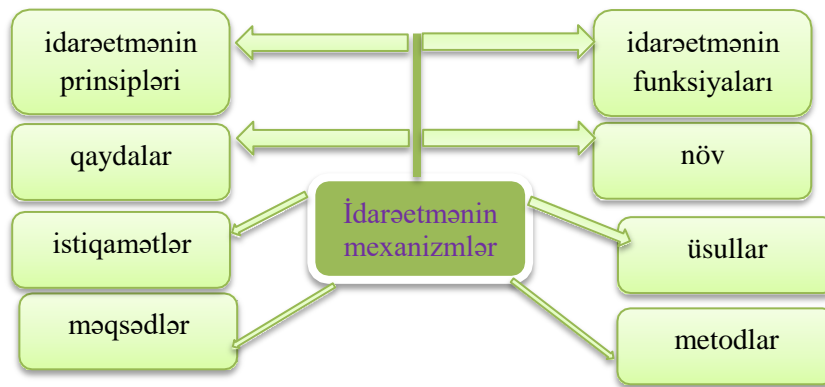 idarəetmənin
prinsipləri
idarəetmənin
funksiyaları
qaydalar
növ
İdarəetmənin
mexanizmlər
istiqamətlər
üsullar
məqsədlər
metodlar